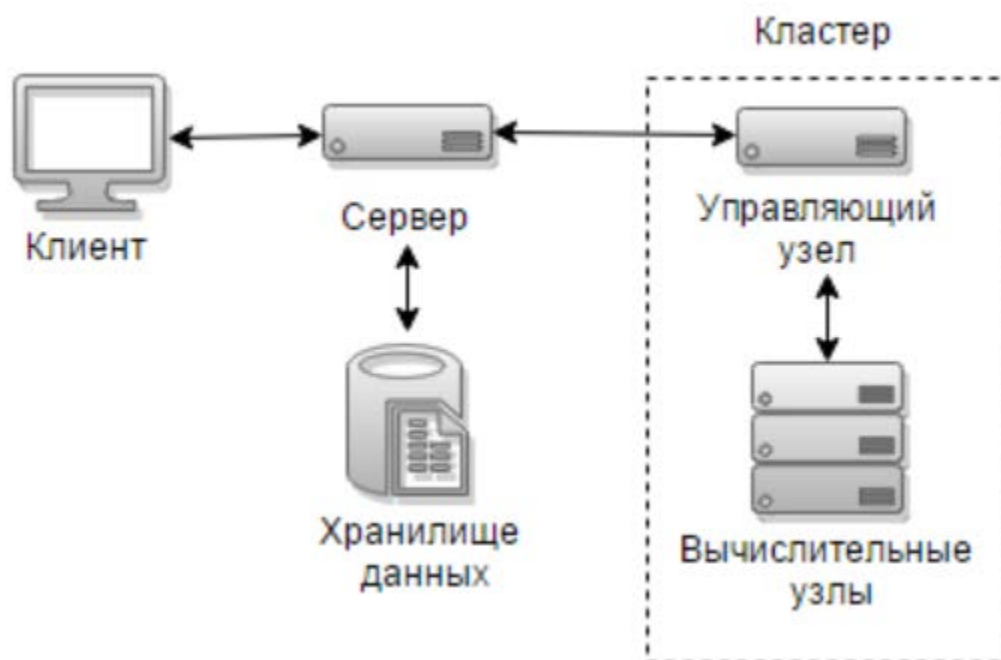 Кластер
Клиент
Сервер
Управляющий
узел
Хранилище
данных
Вычислительные
узлы